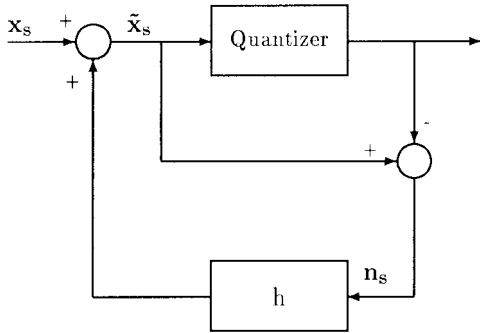 x_s
+
x̃_s
Quantizer
+
-
+
n_s
h